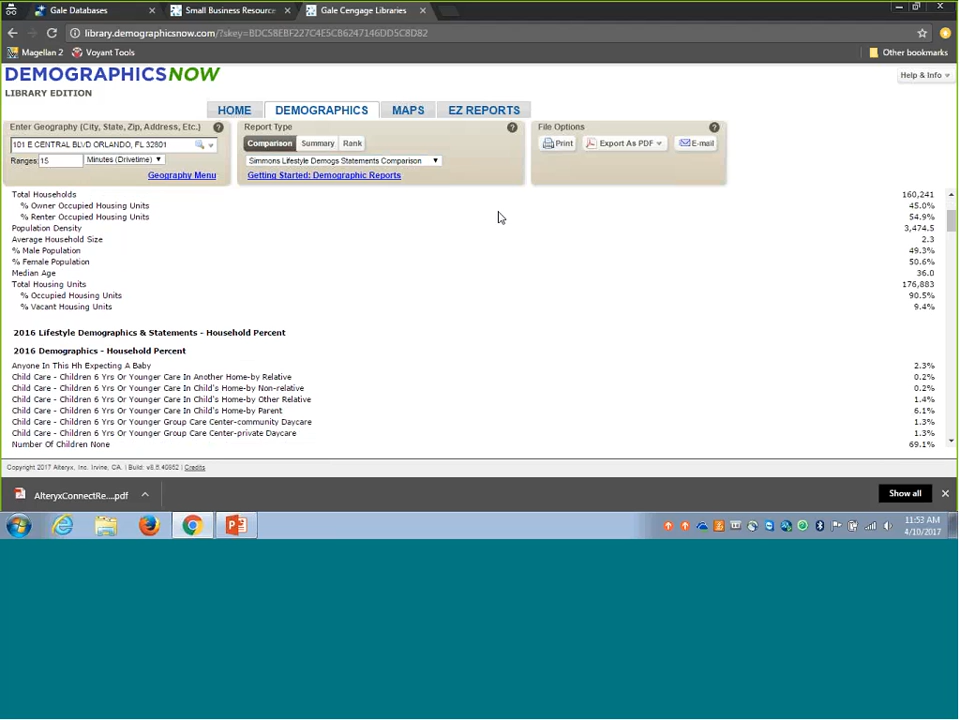 Gale Databases × Small Business Resource × Gale Cengage Libraries ×
library.demographicsnow.com/?skey=BDC58EBF227C4E5CB6247146DD5C8D82
Magellan 2 Voyant Tools Other bookmarks
DEMOGRAPHICSNOW
LIBRARY EDITION
Help & Info
HOME DEMOGRAPHICS MAPS EZ REPORTS
Enter Geography (City, State, Zip, Address, Etc.) ? Report Type ? File Options ?
101 E CENTRAL BLVD ORLANDO, FL 32801 Comparison Summary Rank Print Export As PDF E-mail
Ranges: 15 Minutes (Drivetime) Simmons Lifestyle Demogs Statements Comparison
Geography Menu Getting Started: Demographic Reports
Total Households 160,241
% Owner Occupied Housing Units 45.0%
% Renter Occupied Housing Units 54.9%
Population Density 3,474.5
Average Household Size 2.3
% Male Population 49.3%
% Female Population 50.6%
Median Age 36.0
Total Housing Units 176,883
% Occupied Housing Units 90.5%
% Vacant Housing Units 9.4%
2016 Lifestyle Demographics & Statements - Household Percent
2016 Demographics - Household Percent
Anyone In This Hh Expecting A Baby 2.3%
Child Care - Children 6 Yrs Or Younger Care In Another Home-by Relative 0.2%
Child Care - Children 6 Yrs Or Younger Care In Child's Home-by Non-relative 0.2%
Child Care - Children 6 Yrs Or Younger Care In Child's Home-by Other Relative 1.4%
Child Care - Children 6 Yrs Or Younger Care In Child's Home-by Parent 6.1%
Child Care - Children 6 Yrs Or Younger Group Care Center-community Daycare 1.3%
Child Care - Children 6 Yrs Or Younger Group Care Center-private Daycare 1.3%
Number Of Children None 69.1%
Copyright 2017 Alteryx, Inc. Irvine, CA. | Build: v8.5.40952 | Credits
AlteryxConnectRe....pdf Show all ×
11:53 AM
4/10/2017